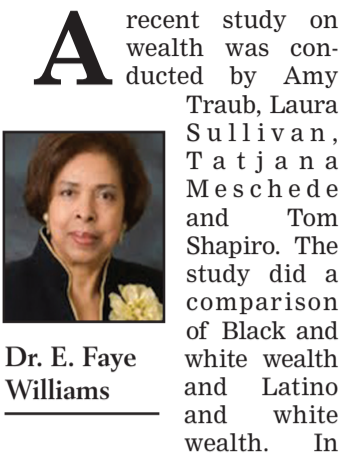 A recent study on
wealth was con-
ducted by Amy
Traub, Laura
Sullivan,
Tatjana
Meschede
and Tom
Shapiro. The
study did a
comparison
of Black and
white wealth
and Latino
and white
wealth. In
Dr. E. Faye
Williams